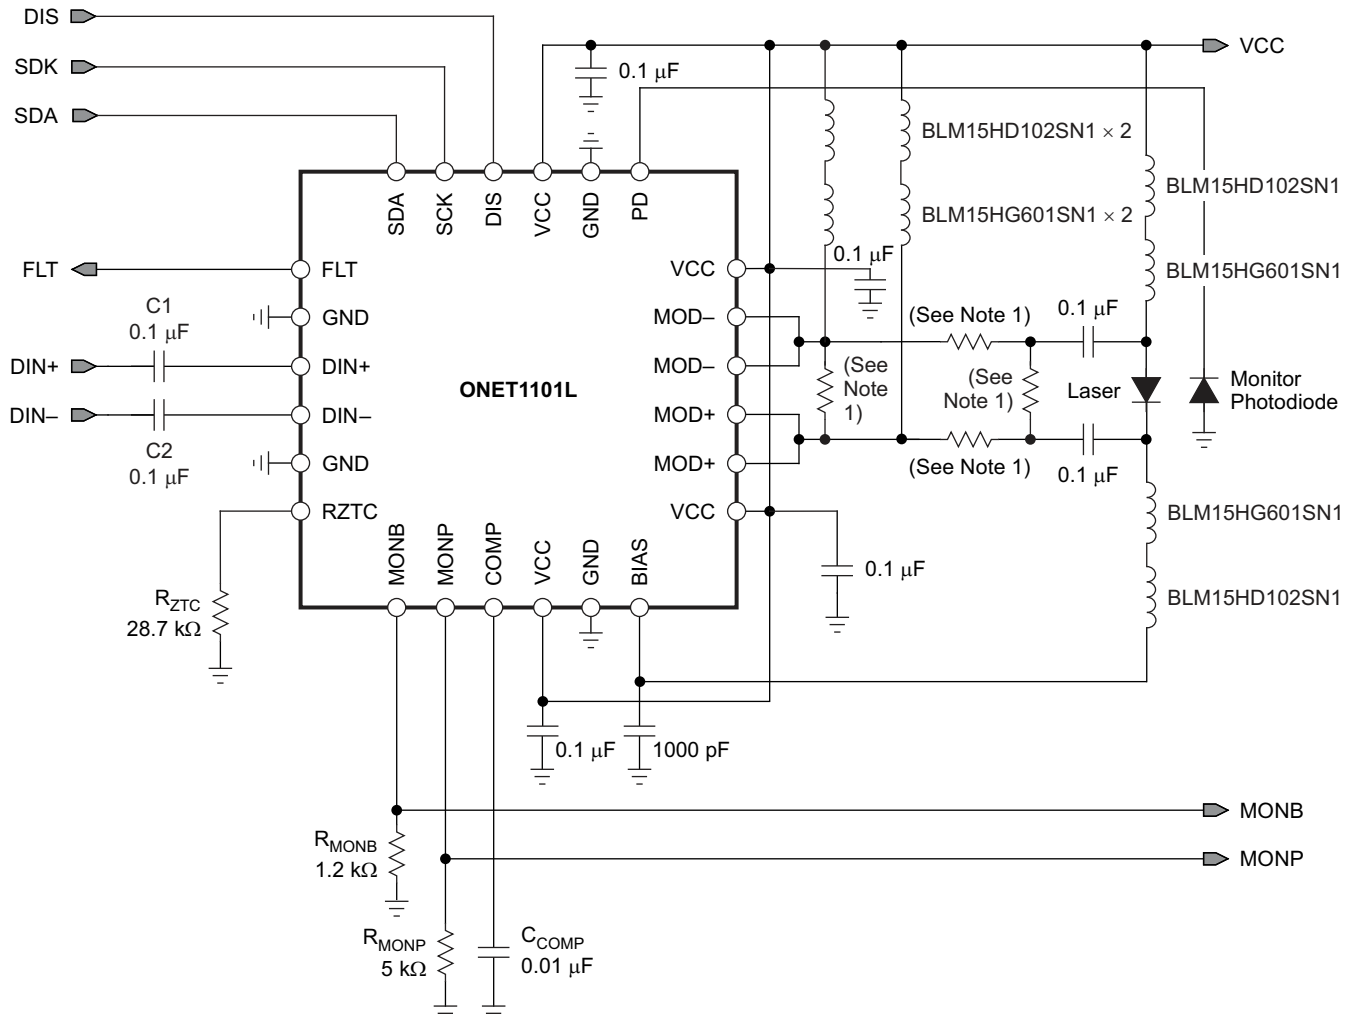 DIS
SDK
SDA
VCC
0.1 μF
BLM15HD102SN1 × 2
BLM15HG601SN1 × 2
BLM15HD102SN1
BLM15HG601SN1
SDA
SCK
DIS
VCC
GND
PD
FLT
FLT
VCC
0.1 μF
C1
0.1 μF
GND
MOD–
(See Note 1)
0.1 μF
DIN+
DIN+
MOD–
(See
Note
1)
(See
Note 1)
Laser
Monitor
Photodiode
ONET1101L
DIN–
DIN–
MOD+
C2
0.1 μF
GND
MOD+
(See Note 1)
0.1 μF
RZTC
VCC
BLM15HG601SN1
MONB
MONP
COMP
VCC
GND
BIAS
0.1 μF
BLM15HD102SN1
RZTC
28.7 kΩ
0.1 μF
1000 pF
MONB
RMONB
1.2 kΩ
MONP
RMONP
5 kΩ
CCOMP
0.01 μF